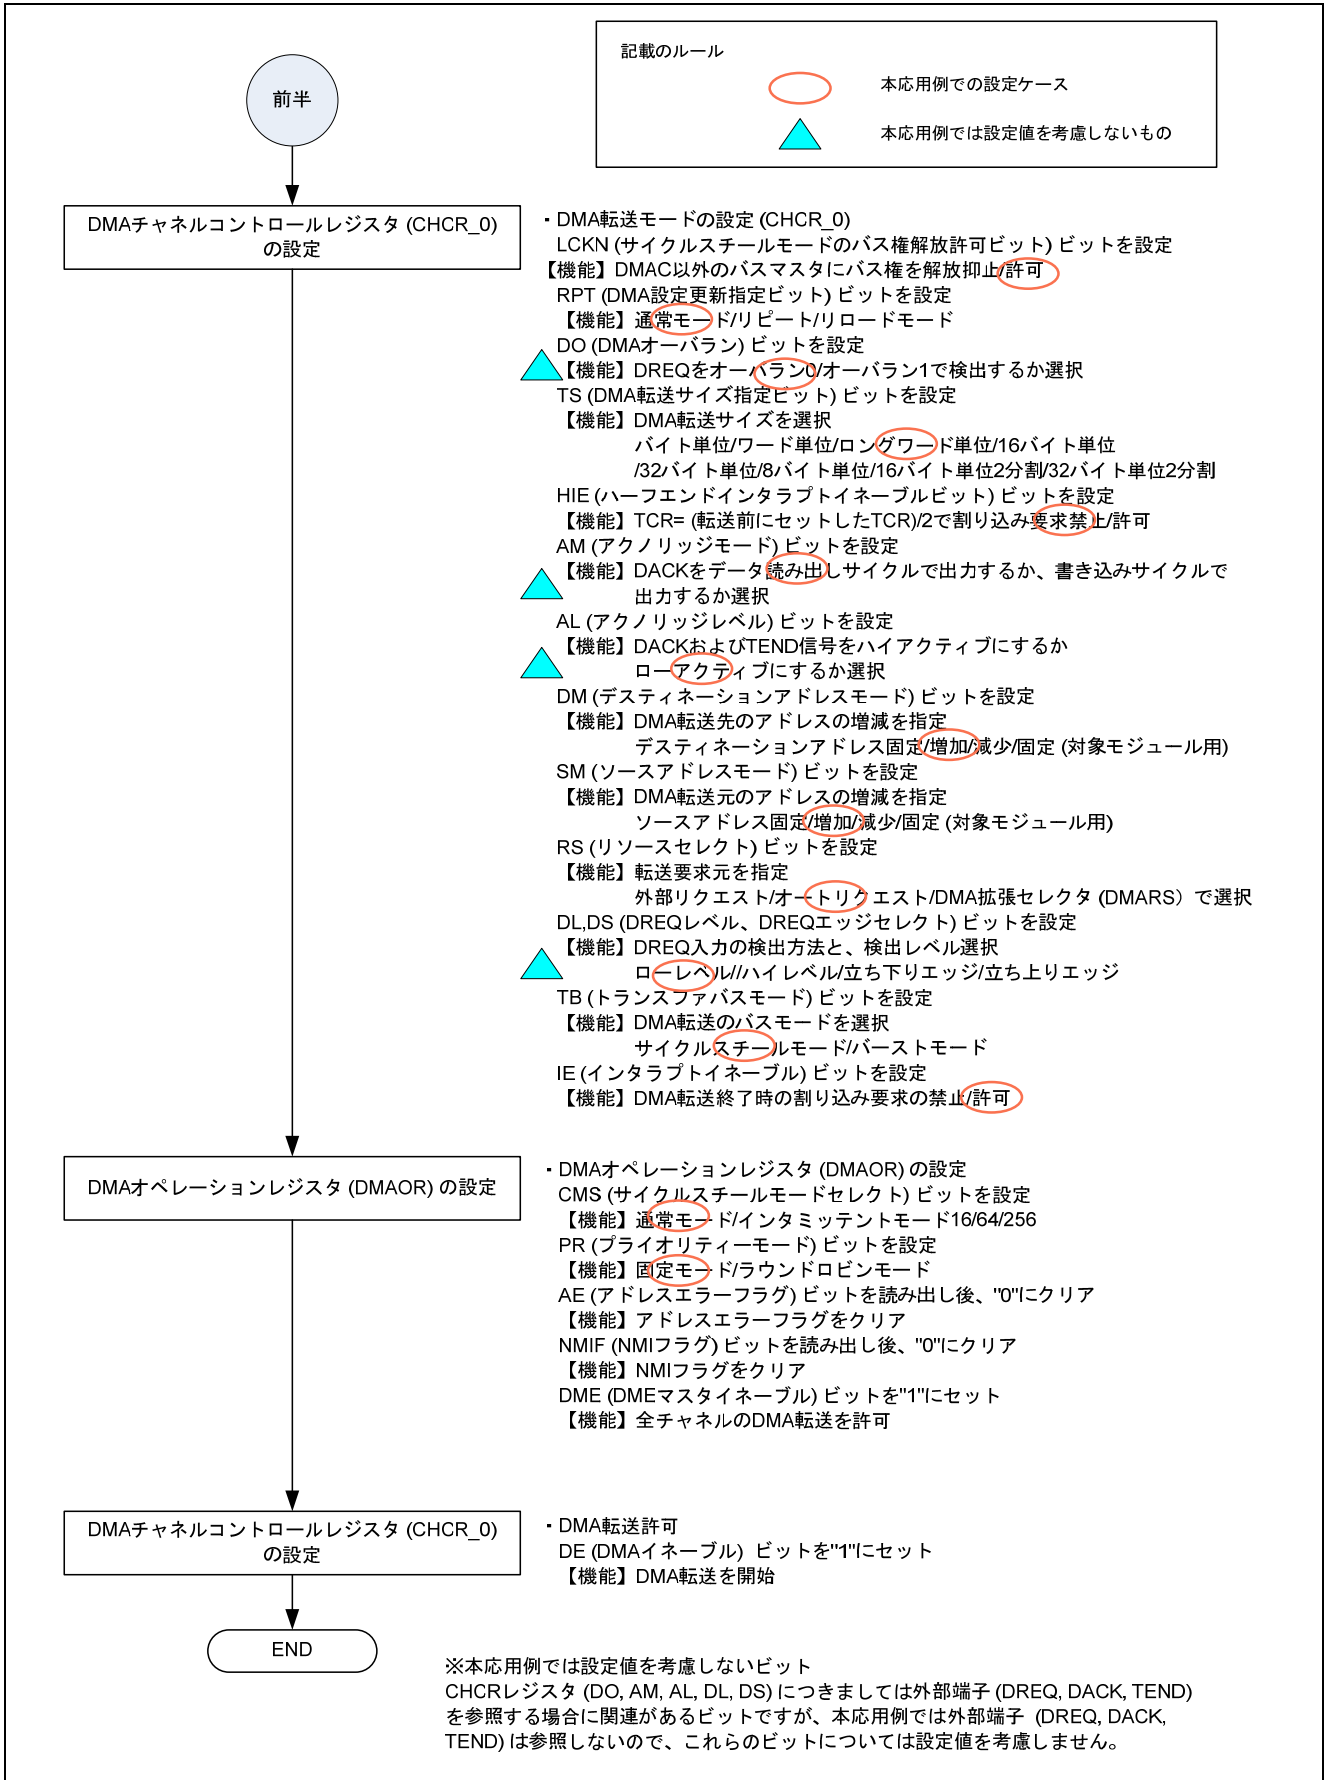 記載のルール
本応用例での設定ケース
本応用例では設定値を考慮しないもの
前半
DMAチャネルコントロールレジスタ (CHCR_0)
の設定
・DMA転送モードの設定 (CHCR_0)
LCKN (サイクルスチールモードのバス権解放許可ビット) ビットを設定
【機能】DMAC以外のバスマスタにバス権を解放抑止/許可
RPT (DMA設定更新指定ビット) ビットを設定
【機能】通常モード/リピート/リロードモード
DO (DMAオーバラン) ビットを設定
【機能】DREQをオーバラン0/オーバラン1で検出するか選択
TS (DMA転送サイズ指定ビット) ビットを設定
【機能】DMA転送サイズを選択
バイト単位/ワード単位/ロングワード単位/16バイト単位
/32バイト単位/8バイト単位/16バイト単位2分割/32バイト単位2分割
HIE (ハーフエンドインタラプトイネーブルビット) ビットを設定
【機能】TCR= (転送前にセットしたTCR)/2で割り込み要求禁止/許可
AM (アクノリッジモード) ビットを設定
【機能】DACKをデータ読み出しサイクルで出力するか、書き込みサイクルで
出力するか選択
AL (アクノリッジレベル) ビットを設定
【機能】DACKおよびTEND信号をハイアクティブにするか
ローアクティブにするか選択
DM (デスティネーションアドレスモード) ビットを設定
【機能】DMA転送先のアドレスの増減を指定
デスティネーションアドレス固定/増加/減少/固定 (対象モジュール用)
SM (ソースアドレスモード) ビットを設定
【機能】DMA転送元のアドレスの増減を指定
ソースアドレス固定/増加/減少/固定 (対象モジュール用)
RS (リソースセレクト) ビットを設定
【機能】転送要求元を指定
外部リクエスト/オートリクエスト/DMA拡張セレクタ (DMARS）で選択
DL,DS (DREQレベル、DREQエッジセレクト) ビットを設定
【機能】DREQ入力の検出方法と、検出レベル選択
ローレベル//ハイレベル/立ち下りエッジ/立ち上りエッジ
TB (トランスファバスモード) ビットを設定
【機能】DMA転送のバスモードを選択
サイクルスチールモード/バーストモード
IE (インタラプトイネーブル) ビットを設定
【機能】DMA転送終了時の割り込み要求の禁止/許可
DMAオペレーションレジスタ (DMAOR) の設定
・DMAオペレーションレジスタ (DMAOR) の設定
CMS (サイクルスチールモードセレクト) ビットを設定
【機能】通常モード/インタミッテントモード16/64/256
PR (プライオリティーモード) ビットを設定
【機能】固定モード/ラウンドロビンモード
AE (アドレスエラーフラグ) ビットを読み出し後、"0"にクリア
【機能】アドレスエラーフラグをクリア
NMIF (NMIフラグ) ビットを読み出し後、"0"にクリア
【機能】NMIフラグをクリア
DME (DMEマスタイネーブル) ビットを"1"にセット
【機能】全チャネルのDMA転送を許可
DMAチャネルコントロールレジスタ (CHCR_0)
の設定
・DMA転送許可
DE (DMAイネーブル) ビットを"1"にセット
【機能】DMA転送を開始
END
※本応用例では設定値を考慮しないビット
CHCRレジスタ (DO, AM, AL, DL, DS) につきましては外部端子 (DREQ, DACK, TEND)
を参照する場合に関連があるビットですが、本応用例では外部端子 (DREQ, DACK,
TEND) は参照しないので、これらのビットについては設定値を考慮しません。